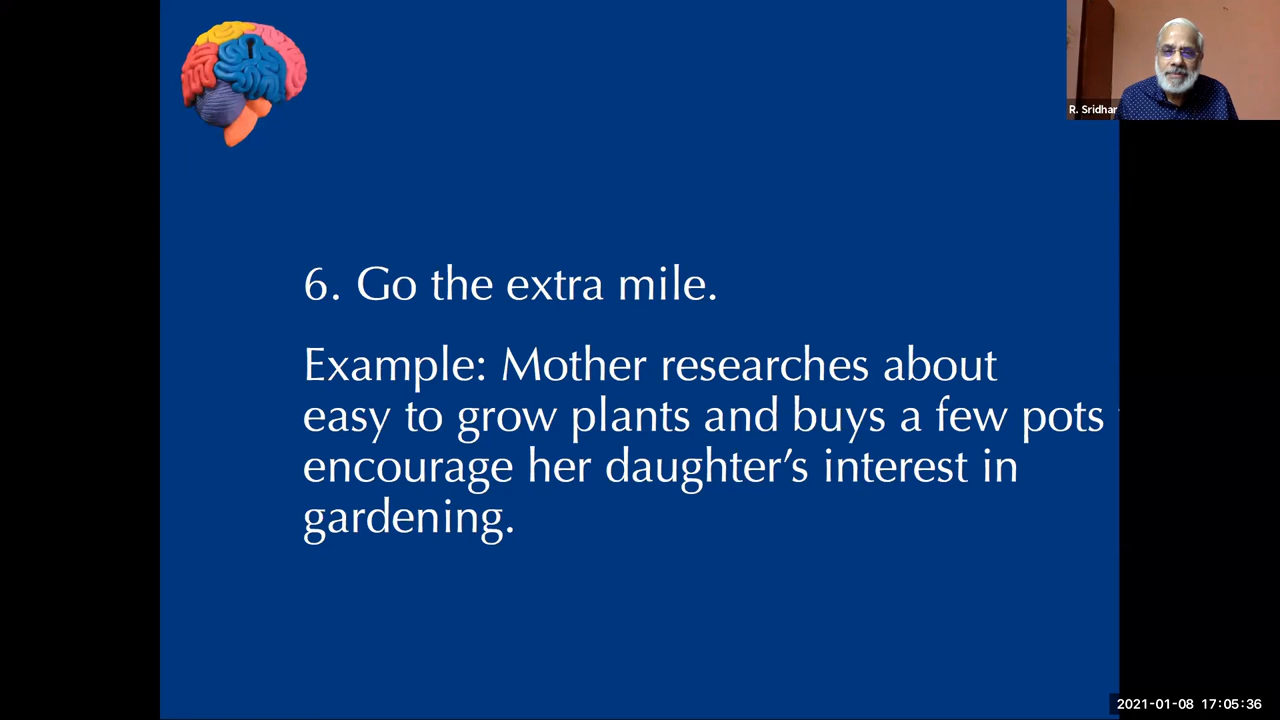 R. Sridhar
6. Go the extra mile.
Example: Mother researches about
easy to grow plants and buys a few pots
encourage her daughter’s interest in
gardening.
2021-01-08 17:05:36